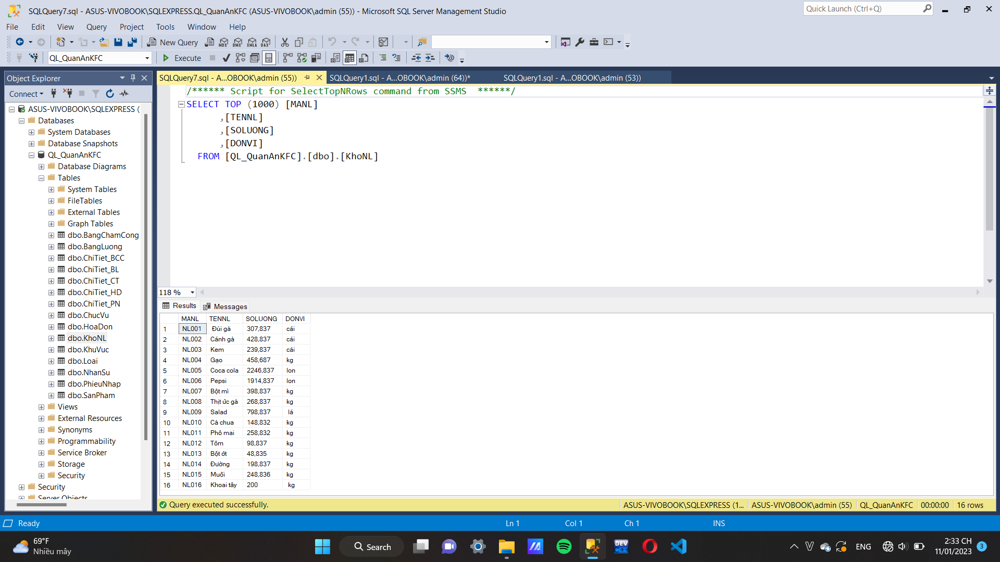 SQLQuery7.sql - ASUS-VIVOBOOK\SQLEXPRESS.QL_QuanAnKFC (ASUS-VIVOBOOK\admin (55)) - Microsoft SQL Server Management Studio
Quick Launch (Ctrl+Q)
File Edit View Query Project Tools Window Help
New Query MDX DMX XMLA DAX
QL_QuanAnKFC Execute
Object Explorer
SQLQuery7.sql - A...OBOOK\admin (55)) SQLQuery1.sql - A...OBOOK\admin (64))* SQLQuery1.sql - A...OBOOK\admin (53))
Connect
ASUS-VIVOBOOK\SQLEXPRESS (
Databases
System Databases
Database Snapshots
QL_QuanAnKFC
Database Diagrams
Tables
System Tables
FileTables
External Tables
Graph Tables
dbo.BangChamCong
dbo.BangLuong
dbo.ChiTiet_BCC
dbo.ChiTiet_BL
dbo.ChiTiet_CT
dbo.ChiTiet_HD
dbo.ChiTiet_PN
dbo.ChucVu
dbo.HoaDon
dbo.KhoNL
dbo.KhuVuc
dbo.Loai
dbo.NhanSu
dbo.PhieuNhap
dbo.SanPham
Views
External Resources
Synonyms
Programmability
Service Broker
Storage
Security
Security
Server Objects
/****** Script for SelectTopNRows command from SSMS ******/
SELECT TOP (1000) [MANL]
,[TENNL]
,[SOLUONG]
,[DONVI]
FROM [QL_QuanAnKFC].[dbo].[KhoNL]
118 %
Results Messages
MANL TENNL SOLUONG DONVI
1 NL001 Đùi gà 307,837 cái
2 NL002 Cánh gà 428,837 cái
3 NL003 Kem 239,837 cái
4 NL004 Gạo 458,687 kg
5 NL005 Coca cola 2246,837 lon
6 NL006 Pepsi 1914,837 lon
7 NL007 Bột mì 398,837 kg
8 NL008 Thịt ức gà 268,837 kg
9 NL009 Salad 798,837 lá
10 NL010 Cà chua 148,832 kg
11 NL011 Phô mai 258,832 kg
12 NL012 Tôm 98,837 kg
13 NL013 Bột ớt 48,835 kg
14 NL014 Đường 198,837 kg
15 NL015 Muối 248,836 kg
16 NL016 Khoai tây 200 kg
Query executed successfully. ASUS-VIVOBOOK\SQLEXPRESS (1... ASUS-VIVOBOOK\admin (55) QL_QuanAnKFC 00:00:00 16 rows
Ready Ln 1 Col 1 Ch 1 INS
69°F
Nhiều mây
Search
DEV
C++
ENG
2:33 CH
11/01/2023
3